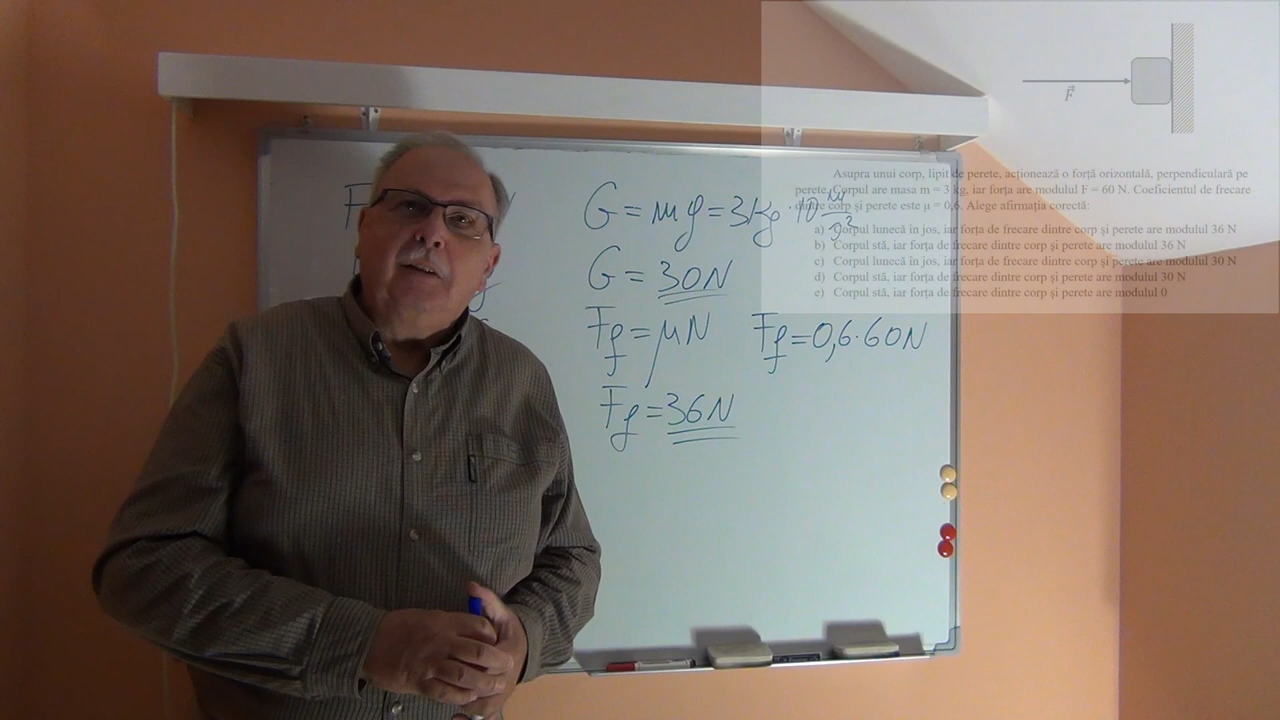 F
G = mg = 3kg · 10 m/s²
G = 30N
Ff = μN Ff = 0,6·60N
Ff = 36N
F
Asupra unui corp, lipit de perete, acționează o forță orizontală, perpendiculară pe
perete. Corpul are masa m = 3 kg, iar forța are modulul F = 60 N. Coeficientul de frecare
dintre corp și perete este μ = 0,6. Alege afirmația corectă:
a) Corpul lunecă în jos, iar forța de frecare dintre corp și perete are modulul 36 N
b) Corpul stă, iar forța de frecare dintre corp și perete are modulul 36 N
c) Corpul lunecă în jos, iar forța de frecare dintre corp și perete are modulul 30 N
d) Corpul stă, iar forța de frecare dintre corp și perete are modulul 30 N
e) Corpul stă, iar forța de frecare dintre corp și perete are modulul 0